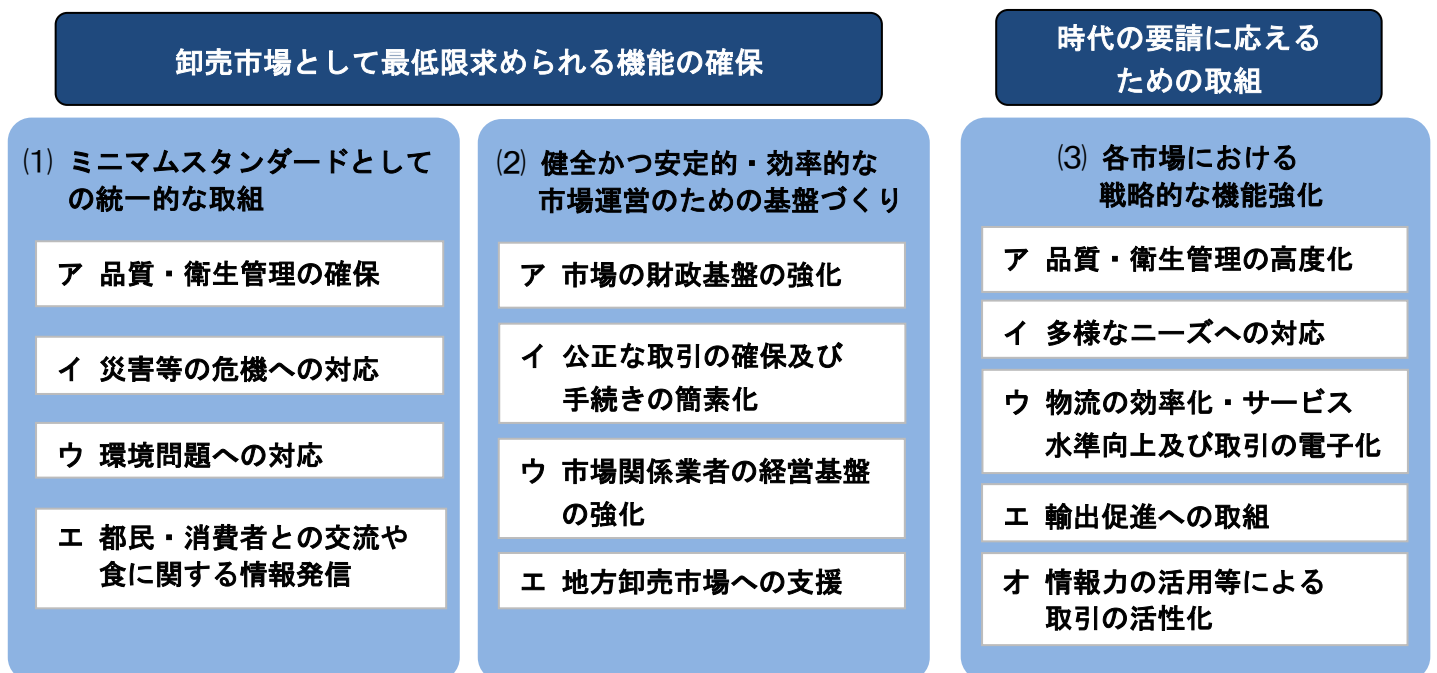 卸売市場として最低限求められる機能の確保
時代の要請に応える
ための取組
⑴ ミニマムスタンダードとして
の統一的な取組
ア 品質・衛生管理の確保
イ 災害等の危機への対応
ウ 環境問題への対応
エ 都民・消費者との交流や
食に関する情報発信
⑵ 健全かつ安定的・効率的な
市場運営のための基盤づくり
ア 市場の財政基盤の強化
イ 公正な取引の確保及び
手続きの簡素化
ウ 市場関係業者の経営基盤
の強化
エ 地方卸売市場への支援
⑶ 各市場における
戦略的な機能強化
ア 品質・衛生管理の高度化
イ 多様なニーズへの対応
ウ 物流の効率化・サービス
水準向上及び取引の電子化
エ 輸出促進への取組
オ 情報力の活用等による
取引の活性化